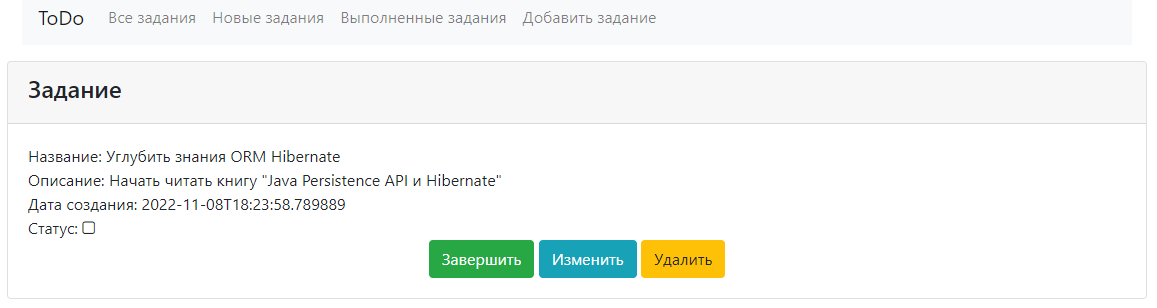 ToDo Все задания Новые задания Выполненные задания Добавить задание
Задание
Название: Углубить знания ORM Hibernate
Описание: Начать читать книгу "Java Persistence API и Hibernate"
Дата создания: 2022-11-08T18:23:58.789889
Статус:
Завершить Изменить Удалить